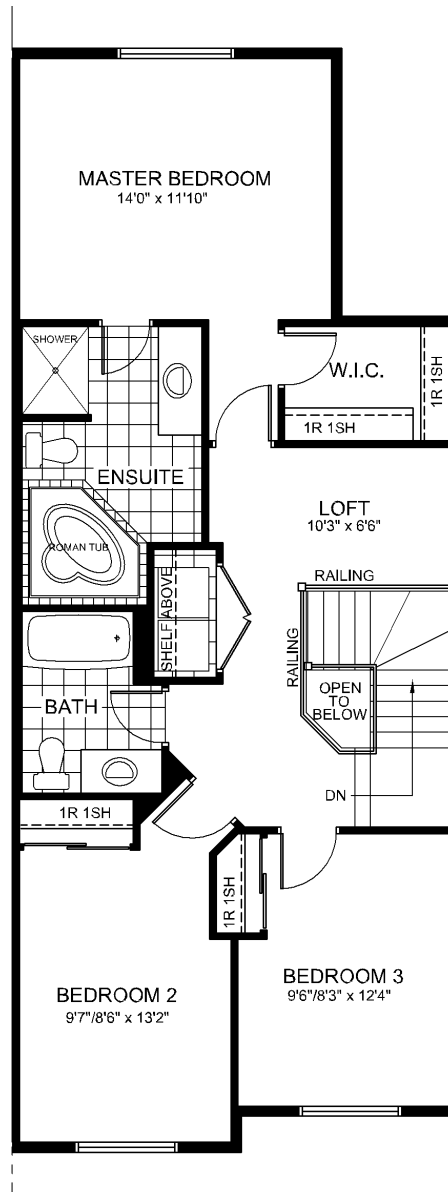 MASTER BEDROOM
14'0" x 11'10"
SHOWER
W.I.C.
1R 1SH
1R 1SH
ENSUITE
LOFT
10'3" x 6'6"
ROMAN TUB
RAILING
SHELF ABOVE
RAILING
OPEN
TO
BELOW
BATH
DN
1R 1SH
1R 1SH
BEDROOM 3
9'6"/8'3" x 12'4"
BEDROOM 2
9'7"/8'6" x 13'2"